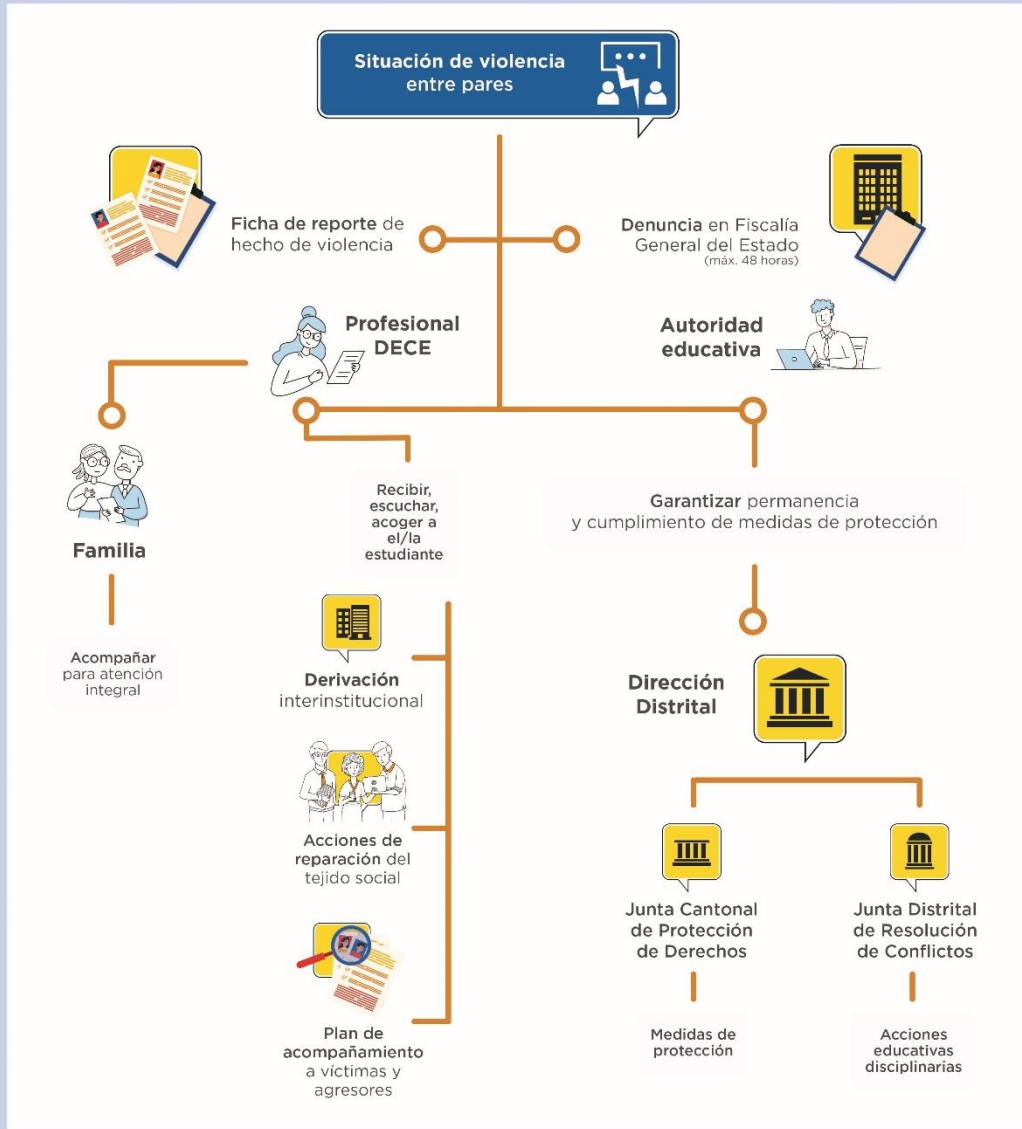 Situación de violencia
entre pares
Ficha de reporte de
hecho de violencia
Denuncia en Fiscalía
General del Estado
(máx. 48 horas)
Profesional
DECE
Autoridad
educativa
Familia
Acompañar
para atención
integral
Recibir,
escuchar,
acoger a
el/la
estudiante
Garantizar permanencia
y cumplimiento de medidas de protección
Derivación
interinstitucional
Acciones de
reparación del
tejido social
Plan de
acompañamiento
a víctimas y
agresores
Dirección
Distrital
Junta Cantonal
de Protección
de Derechos
Medidas de
protección
Junta Distrital
de Resolución
de Conflictos
Acciones
educativas
disciplinarias